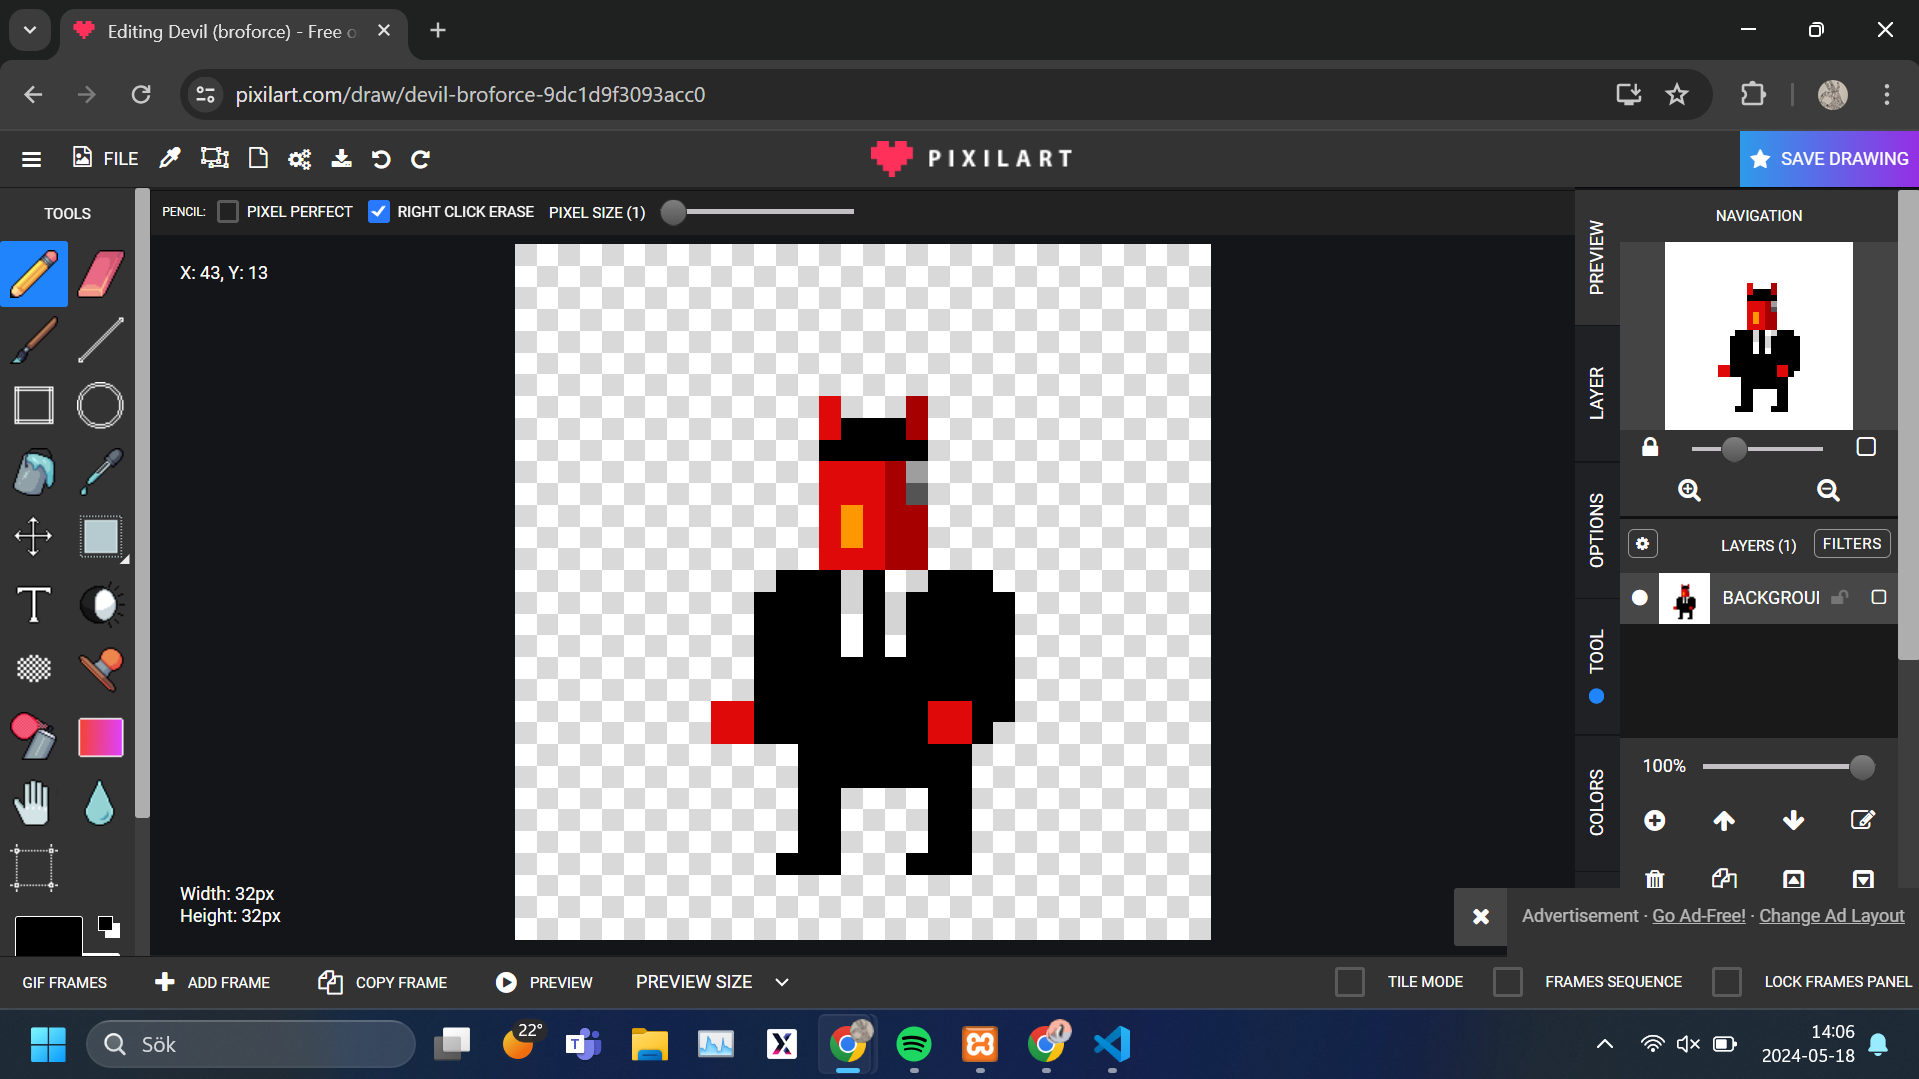 Editing Devil (broforce) - Free o
pixilart.com/draw/devil-broforce-9dc1d9f3093acc0
FILE
PIXILART
SAVE DRAWING
TOOLS
PENCIL:
PIXEL PERFECT
RIGHT CLICK ERASE
PIXEL SIZE (1)
X: 43, Y: 13
PREVIEW
LAYER
OPTIONS
TOOL
COLORS
NAVIGATION
LAYERS (1)
FILTERS
BACKGROUI
100%
Width: 32px
Height: 32px
Advertisement · Go Ad-Free! · Change Ad Layout
GIF FRAMES
ADD FRAME
COPY FRAME
PREVIEW
PREVIEW SIZE
TILE MODE
FRAMES SEQUENCE
LOCK FRAMES PANEL
Sök
22°
14:06
2024-05-18